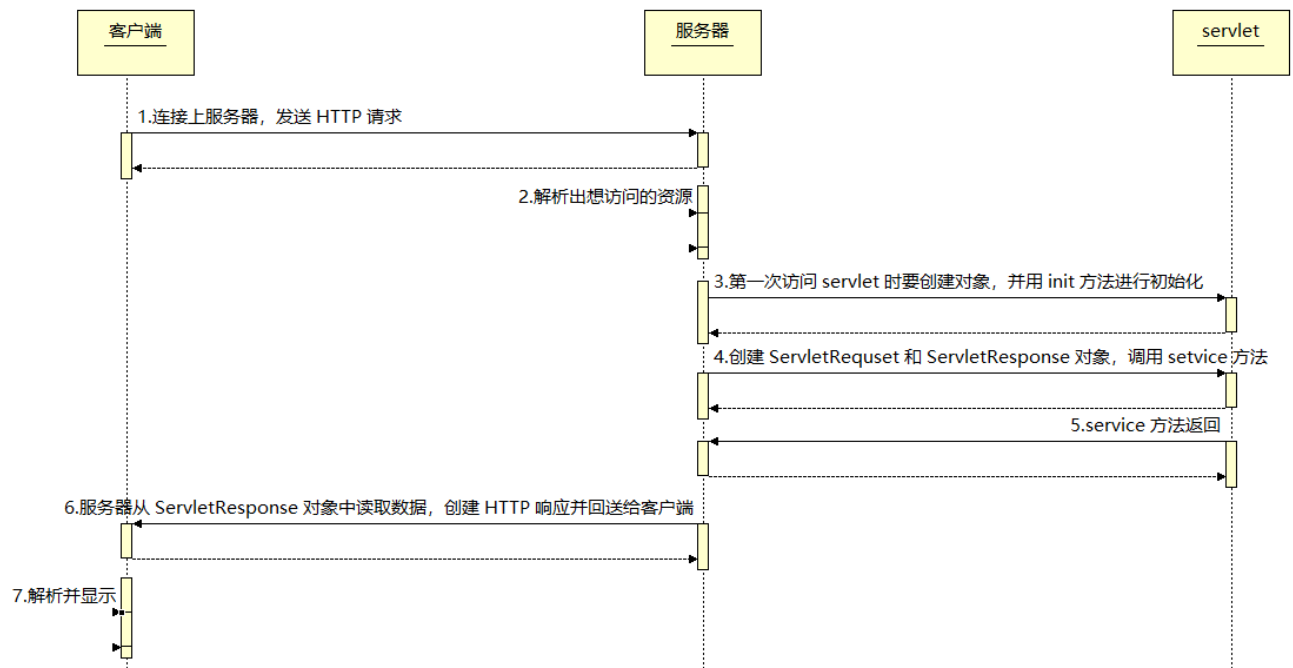 客户端
服务器
servlet
1.连接上服务器，发送 HTTP 请求
2.解析出想访问的资源
3.第一次访问 servlet 时要创建对象，并用 init 方法进行初始化
4.创建 ServletRequset 和 ServletResponse 对象，调用 setvice 方法
5.service 方法返回
6.服务器从 ServletResponse 对象中读取数据，创建 HTTP 响应并回送给客户端
7.解析并显示